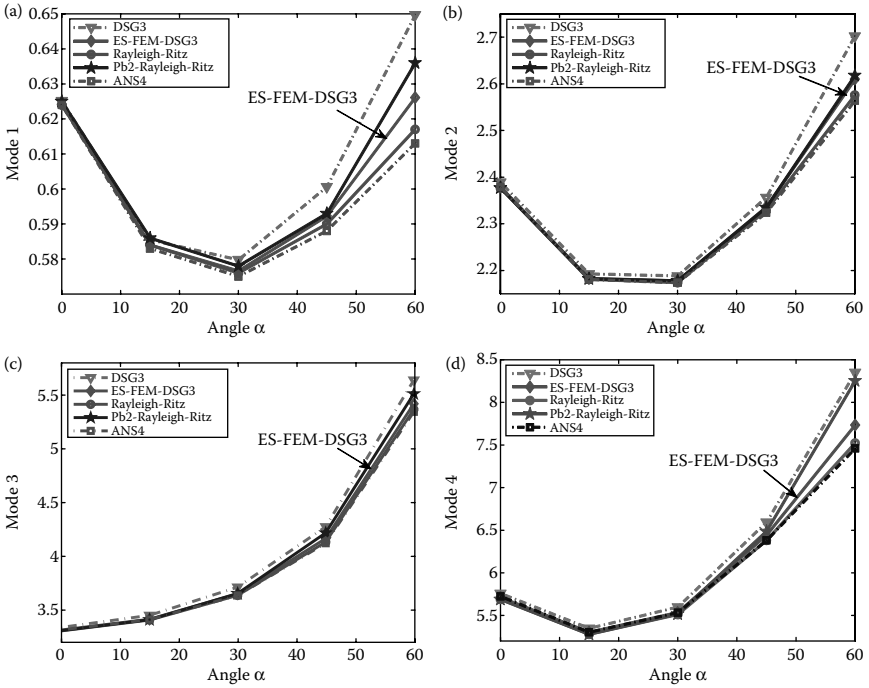 (a)
0.65
0.64
0.63
0.62
0.61
0.6
0.59
0.58
Mode 1
DSG3
ES-FEM-DSG3
Rayleigh-Ritz
Pb2-Rayleigh-Ritz
ANS4
ES-FEM-DSG3
0 10 20 30 40 50 60
Angle α
(b)
2.7
2.6
2.5
2.4
2.3
2.2
Mode 2
DSG3
ES-FEM-DSG3
Rayleigh-Ritz
Pb2-Rayleigh-Ritz
ANS4
ES-FEM-DSG3
0 10 20 30 40 50 60
Angle α
(c)
5.5
5
4.5
4
3.5
Mode 3
DSG3
ES-FEM-DSG3
Rayleigh-Ritz
Pb2-Rayleigh-Ritz
ANS4
ES-FEM-DSG3
0 10 20 30 40 50 60
Angle α
(d)
8.5
8
7.5
7
6.5
6
5.5
Mode 4
DSG3
ES-FEM-DSG3
Rayleigh-Ritz
Pb2-Rayleigh-Ritz
ANS4
ES-FEM-DSG3
0 10 20 30 40 50 60
Angle α